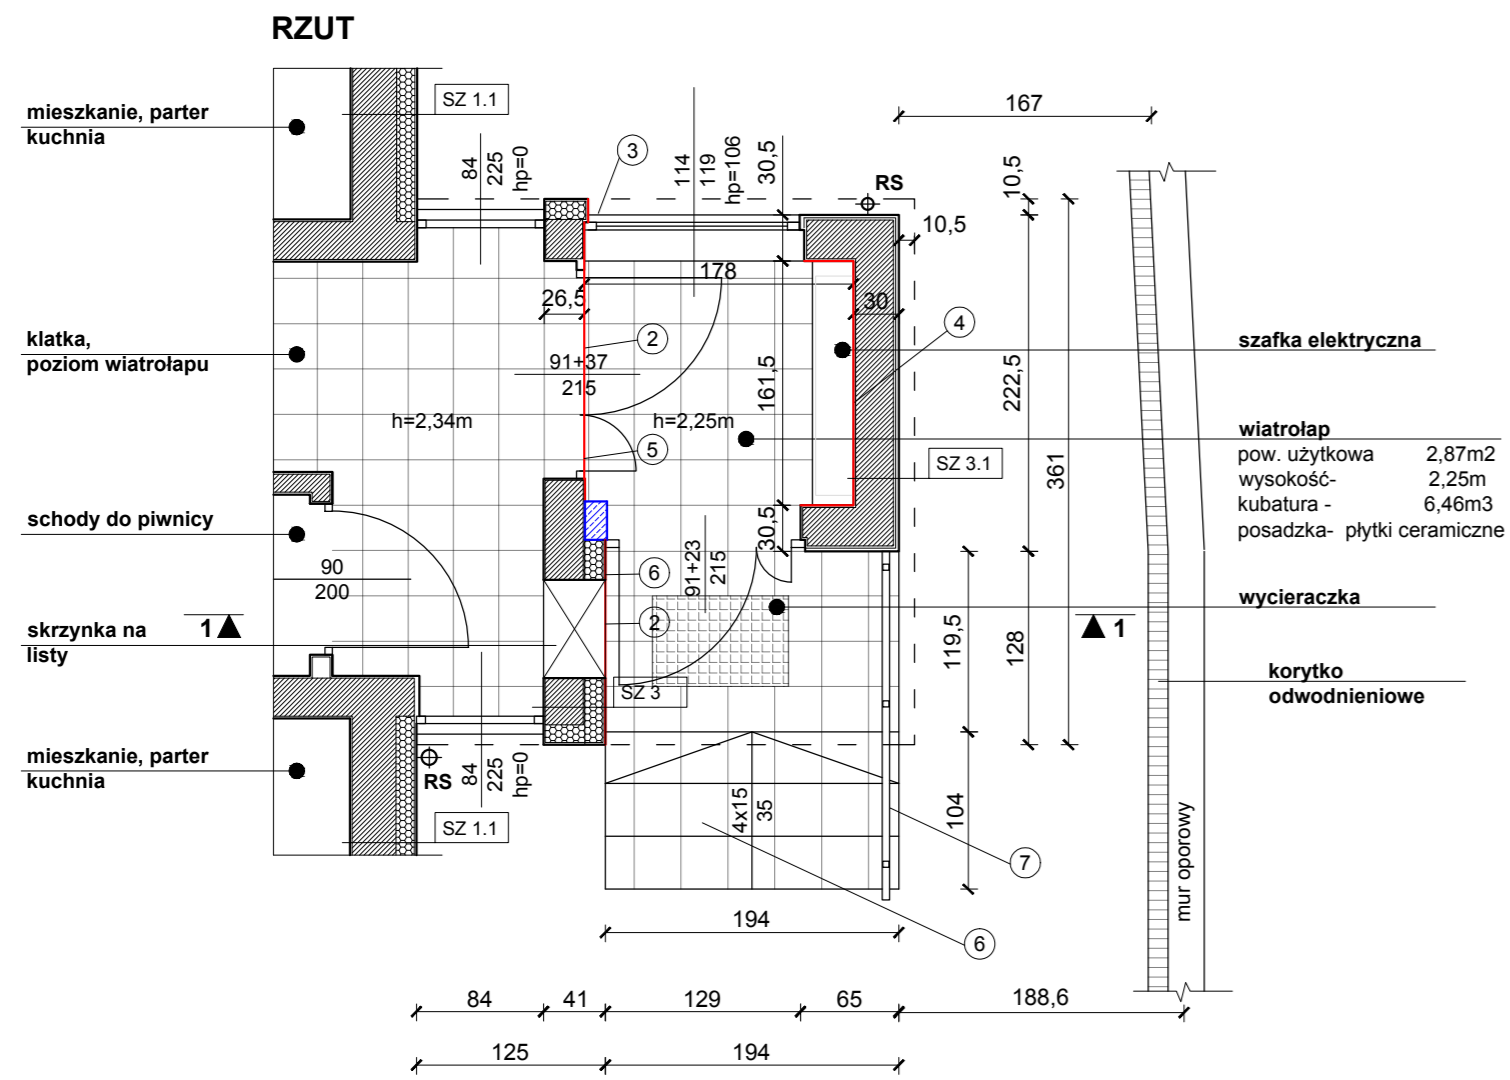 RZUT
mieszkanie, parter
kuchnia
SZ 1.1
84
225
hp=0
3
114
119
hp=106
30,5
RS
167
10,5
10,5
178
26,5
30
klatka,
poziom wiatrołapu
2
91+37
215
4
szafka elektryczna
h=2,34m
h=2,25m
161,5
222,5
361
5
SZ 3.1
wiatrołap
pow. użytkowa 2,87m2
wysokość- 2,25m
kubatura - 6,46m3
posadzka- płytki ceramiczne
schody do piwnicy
30,5
90
200
6
91+23
215
wycieraczka
skrzynka na
listy
1
2
1
119,5
128
SZ 3
korytko
odwodnieniowe
mieszkanie, parter
kuchnia
RS
84
225
hp=0
SZ 1.1
4x15
35
104
7
mur oporowy
194
6
84
41
129
65
188,6
125
194